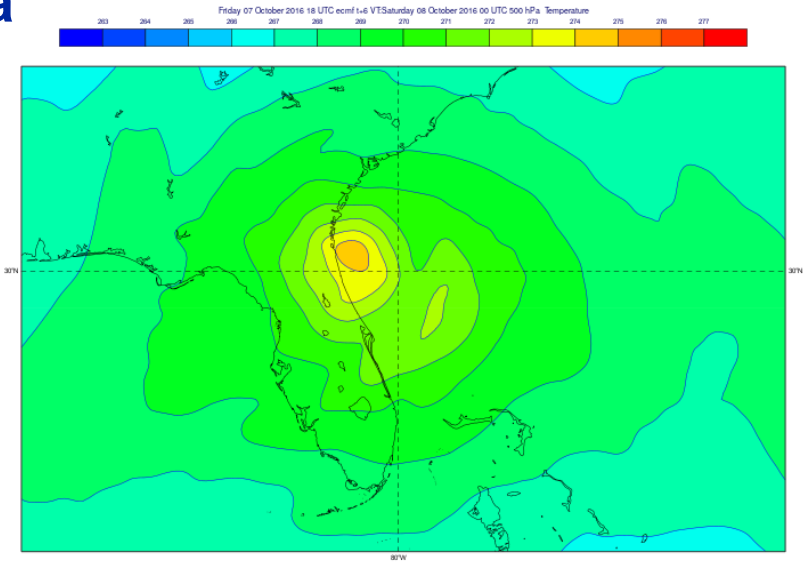 a
Friday 07 October 2016 18 UTC ecmf t+6 VT:Saturday 08 October 2016 00 UTC 500 hPa Temperature
263 264 265 266 267 268 269 270 271 272 273 274 275 276 277
30°N 30°N
80°W